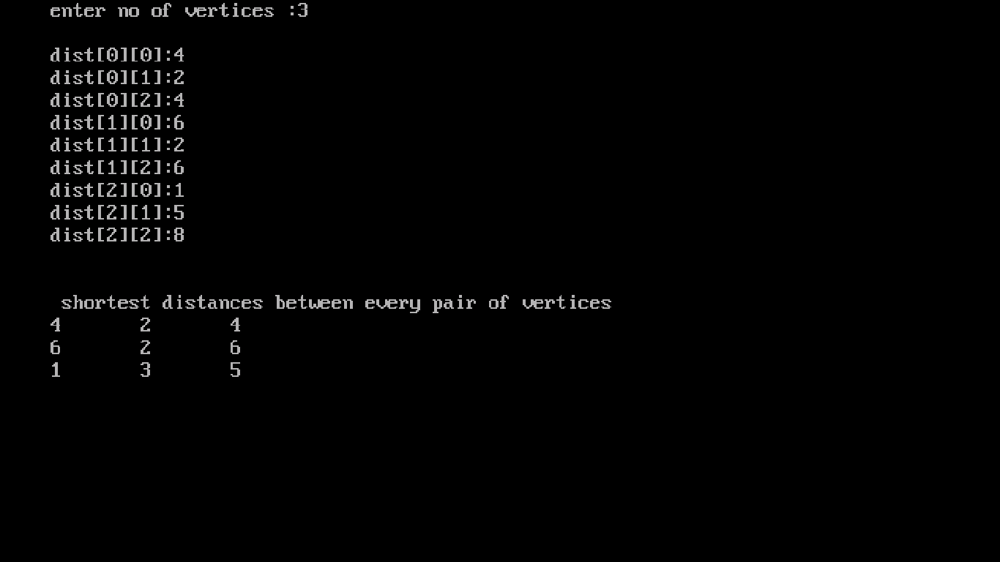 enter no of vertices :3
dist[0][0]:4
dist[0][1]:2
dist[0][2]:4
dist[1][0]:6
dist[1][1]:2
dist[1][2]:6
dist[2][0]:1
dist[2][1]:5
dist[2][2]:8
shortest distances between every pair of vertices
4 2 4
6 2 6
1 3 5